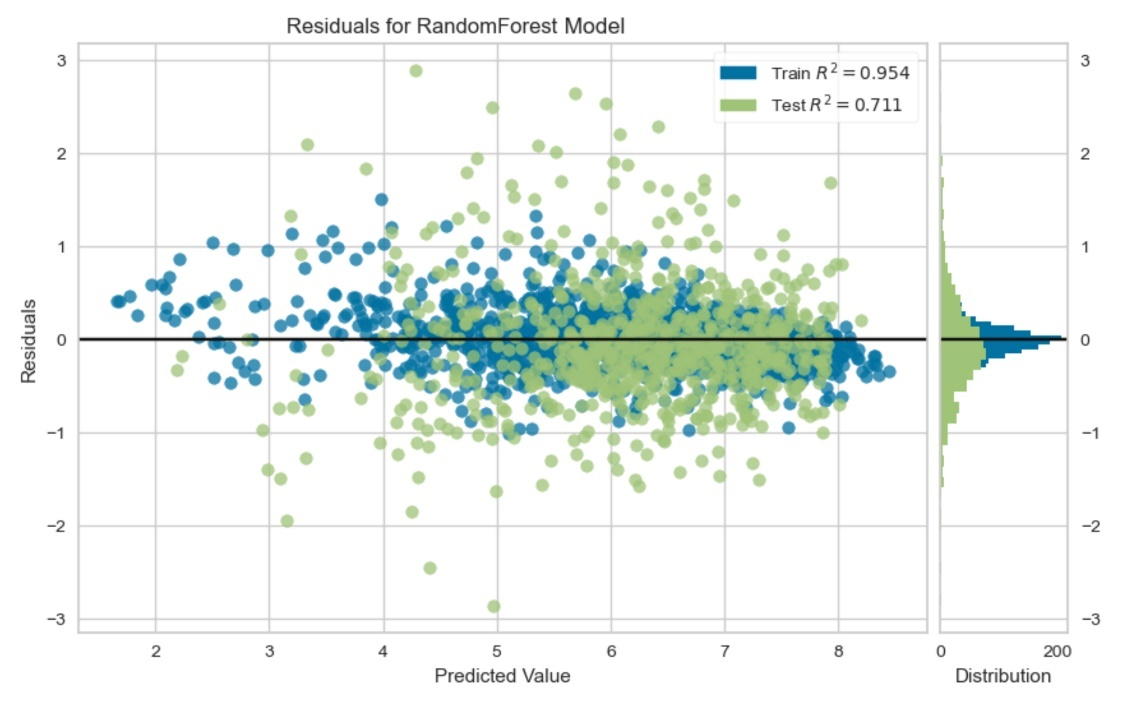 Residuals for RandomForest Model
Train R² = 0.954
Test R² = 0.711
3
2
1
0
−1
−2
−3
Residuals
2 3 4 5 6 7 8
Predicted Value
3
2
1
0
−1
−2
−3
0 200
Distribution